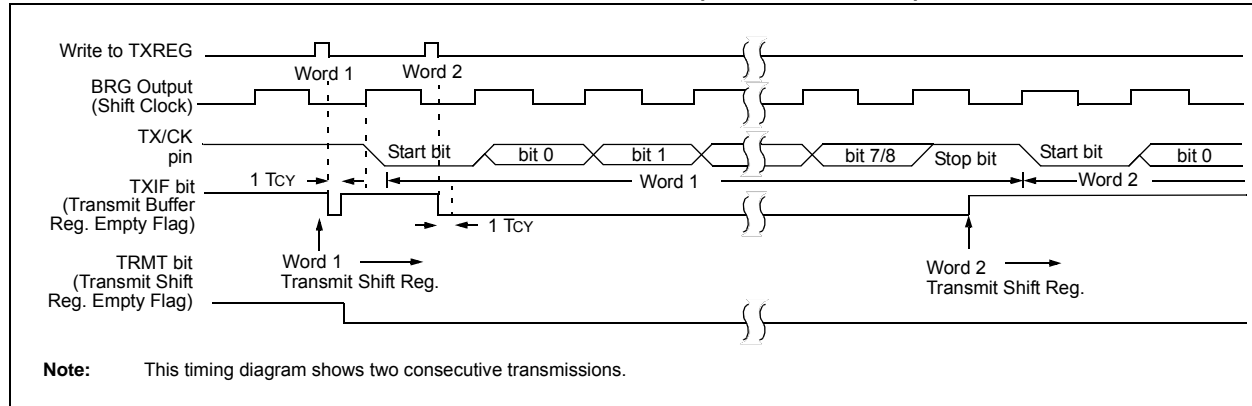 Write to TXREG
Word 1
Word 2
BRG Output
(Shift Clock)
TX/CK
pin
Start bit
bit 0
bit 1
bit 7/8
Stop bit
Start bit
bit 0
1 TCY
Word 1
Word 2
TXIF bit
(Transmit Buffer
Reg. Empty Flag)
1 TCY
Word 1
Transmit Shift Reg.
Word 2
Transmit Shift Reg.
TRMT bit
(Transmit Shift
Reg. Empty Flag)
Note: This timing diagram shows two consecutive transmissions.